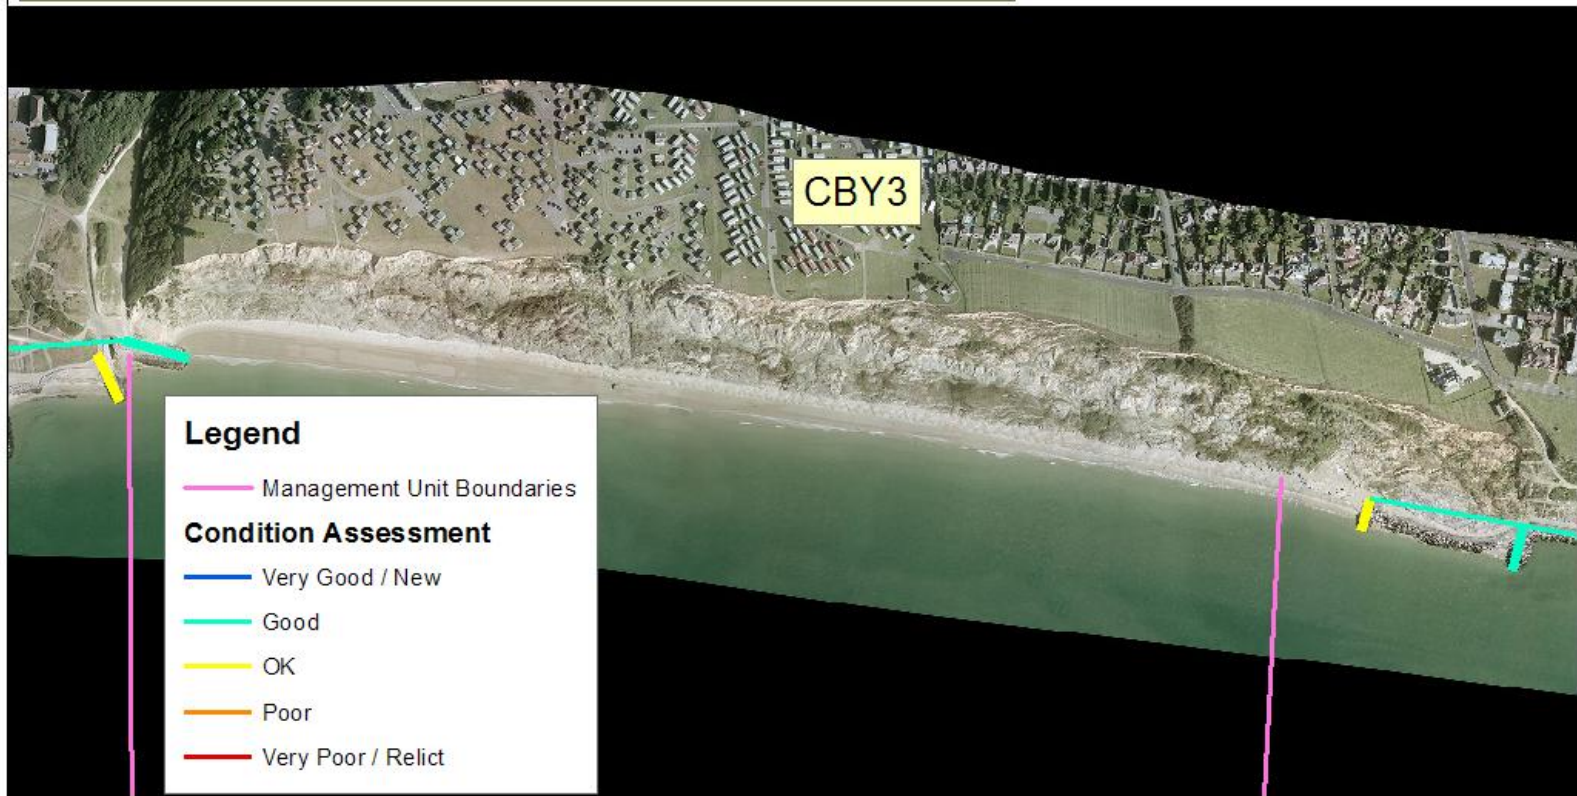 CBY3
Legend
Management Unit Boundaries
Condition Assessment
Very Good / New
Good
OK
Poor
Very Poor / Relict